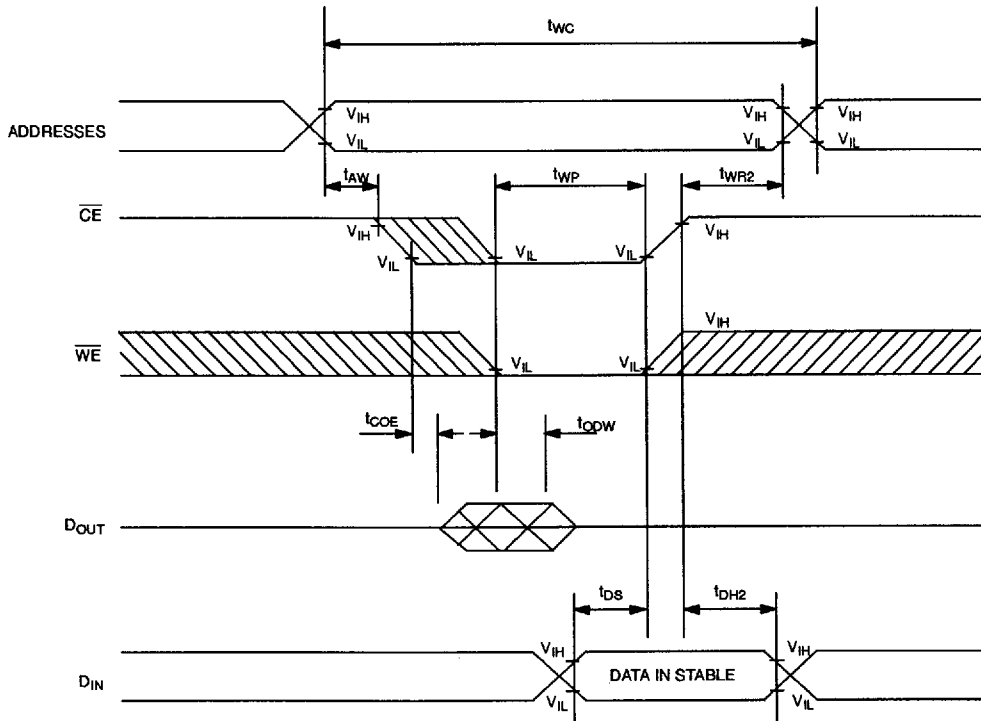 tWC
ADDRESSES
VIH VIH VIH
VIL VIL VIL
tAW tWP tWR2
CE
VIH VIH
VIL VIL VIL
VIH
WE
VIL VIL
tCOE tODW
DOUT
tDS tDH2
VIH VIH
DIN DATA IN STABLE
VIL VIL